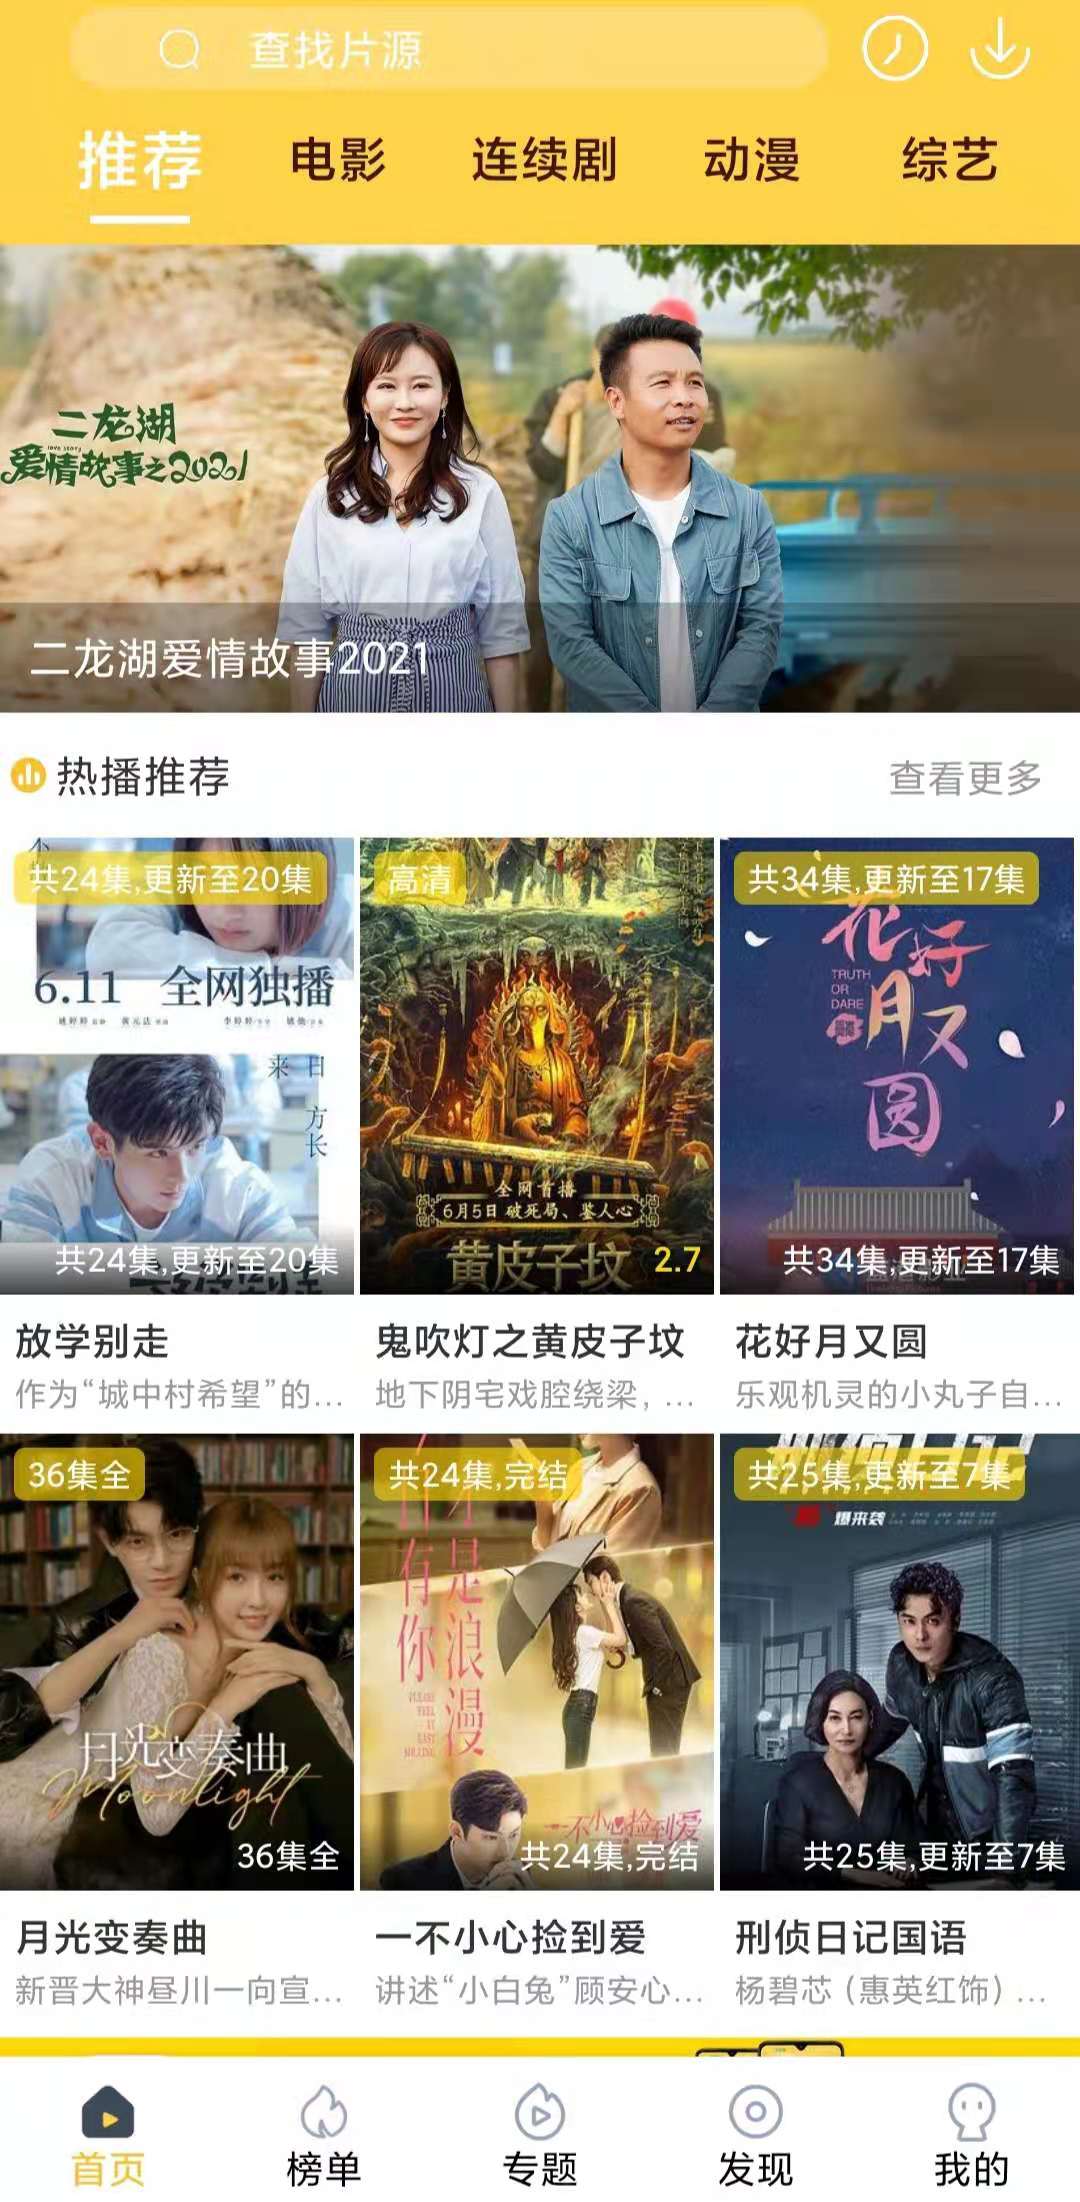 查找片源
推荐
电影
连续剧
动漫
综艺
二龙湖
love story
爱情故事之2021
二龙湖爱情故事2021
热播推荐
查看更多
共24集,更新至20集
6.11 全网独播
来日方长
共24集,更新至20集
放学别走
作为“城中村希望”的...
高清
全网首播
6月5日 破死局、鉴人心
黄皮子坟
2.7
鬼吹灯之黄皮子坟
地下阴宅戏腔绕梁，...
共34集,更新至17集
花好月又圆
TRUTH
OR
DARE
共34集,更新至17集
花好月又圆
乐观机灵的小丸子自...
36集全
月光变奏曲
Moonlight
36集全
月光变奏曲
新晋大神昼川一向宣...
共24集,完结
有你
是浪漫
PLEASE
FEEL
AT
EASE
MR.LING
一不小心捡到爱
共24集,完结
一不小心捡到爱
讲述“小白兔”顾安心...
共25集,更新至7集
爆来袭
共25集,更新至7集
刑侦日记国语
杨碧芯（惠英红饰）...
首页
榜单
专题
发现
我的